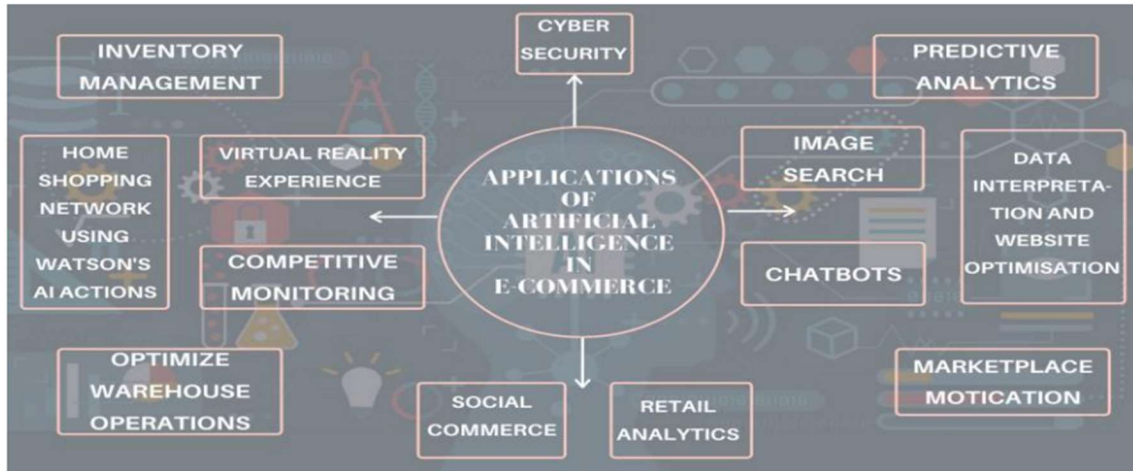 INVENTORY
MANAGEMENT
CYBER
SECURITY
PREDICTIVE
ANALYTICS
HOME
SHOPPING
NETWORK
USING
WATSON'S
AI ACTIONS
VIRTUAL REALITY
EXPERIENCE
COMPETITIVE
MONITORING
APPLICATIONS
OF
ARTIFICIAL
INTELLIGENCE
IN
E-COMMERCE
IMAGE
SEARCH
CHATBOTS
DATA
INTERPRETA-
TION AND
WEBSITE
OPTIMISATION
OPTIMIZE
WAREHOUSE
OPERATIONS
SOCIAL
COMMERCE
RETAIL
ANALYTICS
MARKETPLACE
MOTICATION